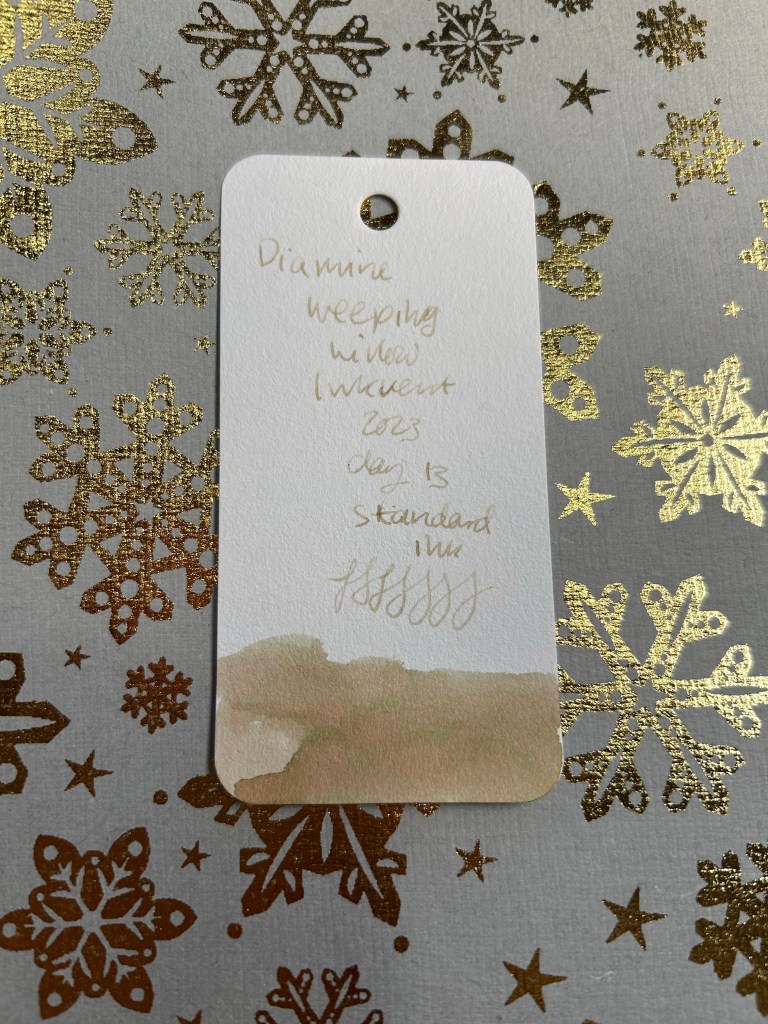 Diamine
Weeping
Willow
Inkvent
2023
day 13
Standard
ink